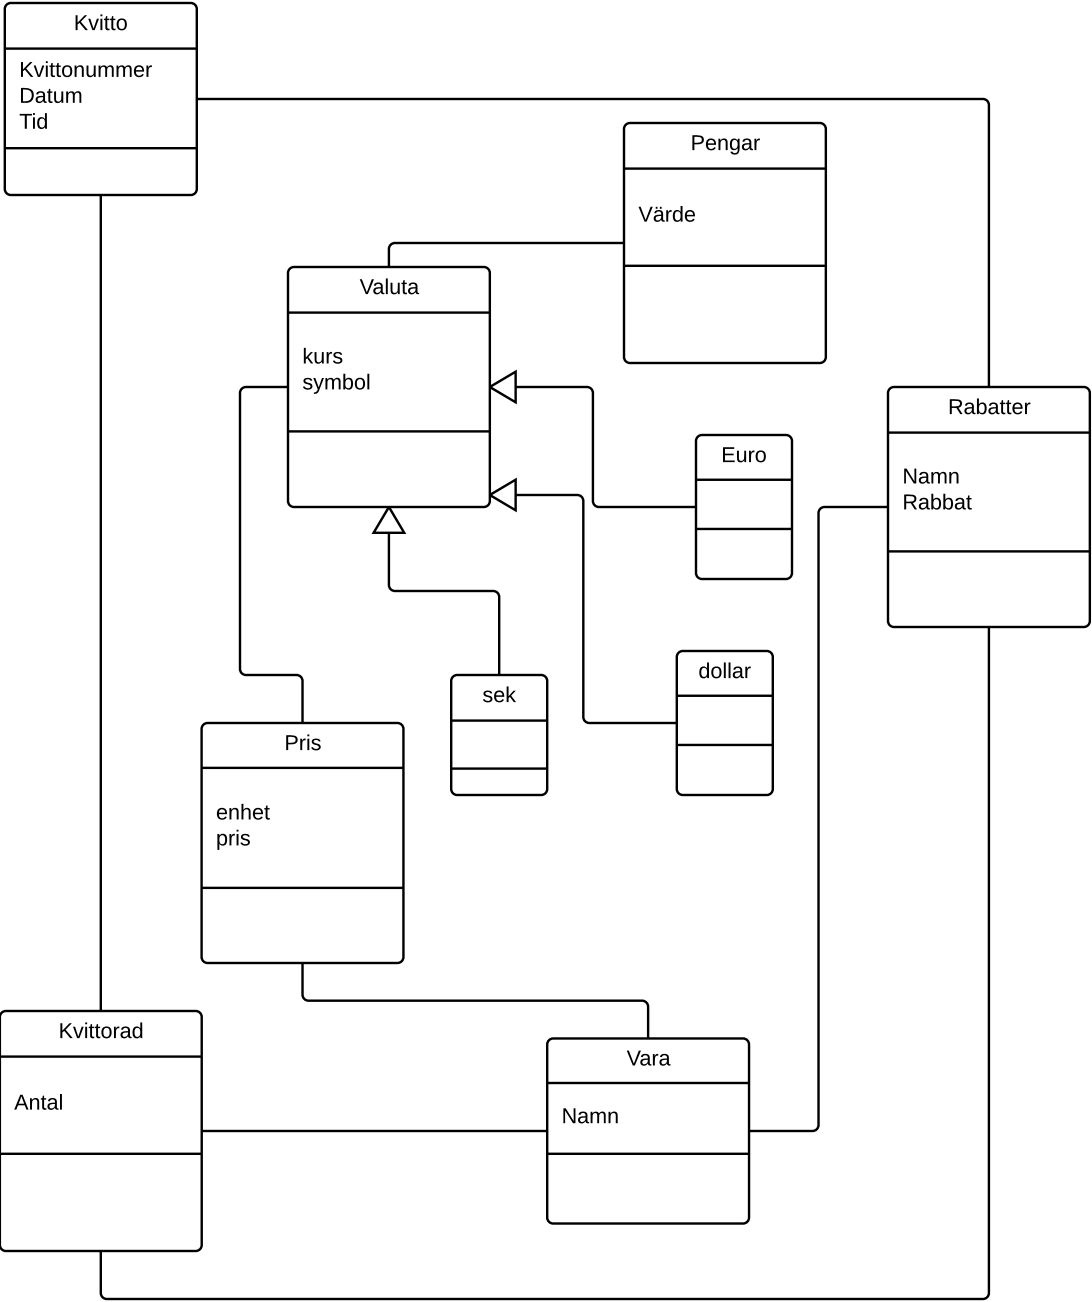 Kvitto
Kvittonummer
Datum
Tid
Pengar
Värde
Valuta
kurs
symbol
Rabatter
Namn
Rabbat
Euro
dollar
sek
Pris
enhet
pris
Kvittorad
Antal
Vara
Namn